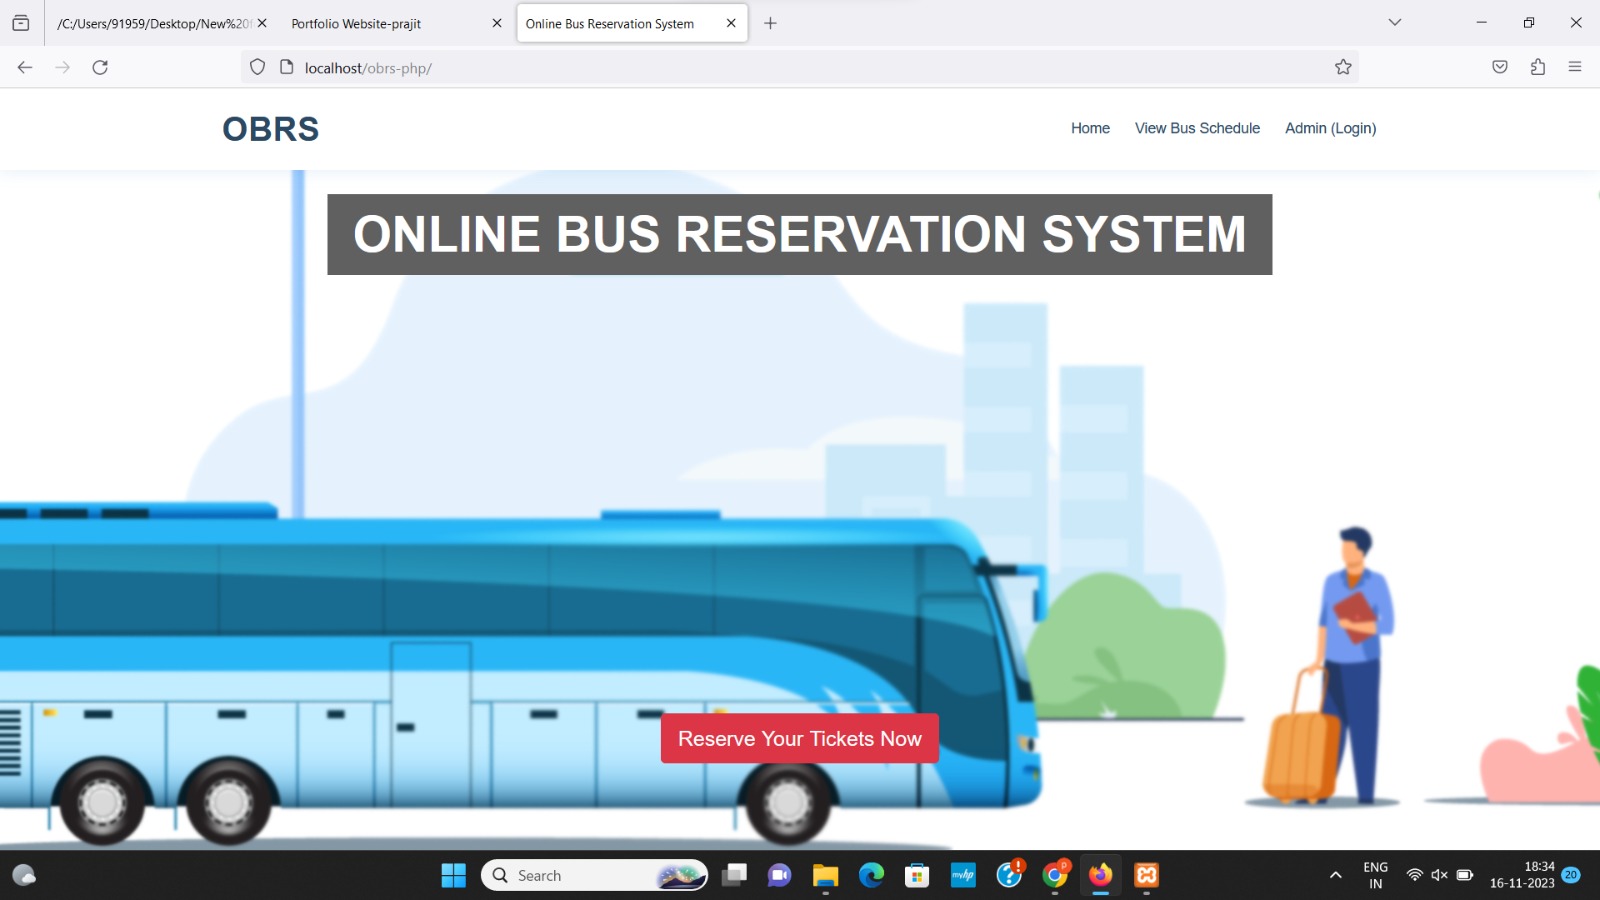 /C:/Users/91959/Desktop/New%20f
Portfolio Website-prajit
Online Bus Reservation System
localhost/obrs-php/
OBRS
Home
View Bus Schedule
Admin (Login)
ONLINE BUS RESERVATION SYSTEM
Reserve Your Tickets Now
Search
myhp
P
ENG
IN
18:34
16-11-2023
20